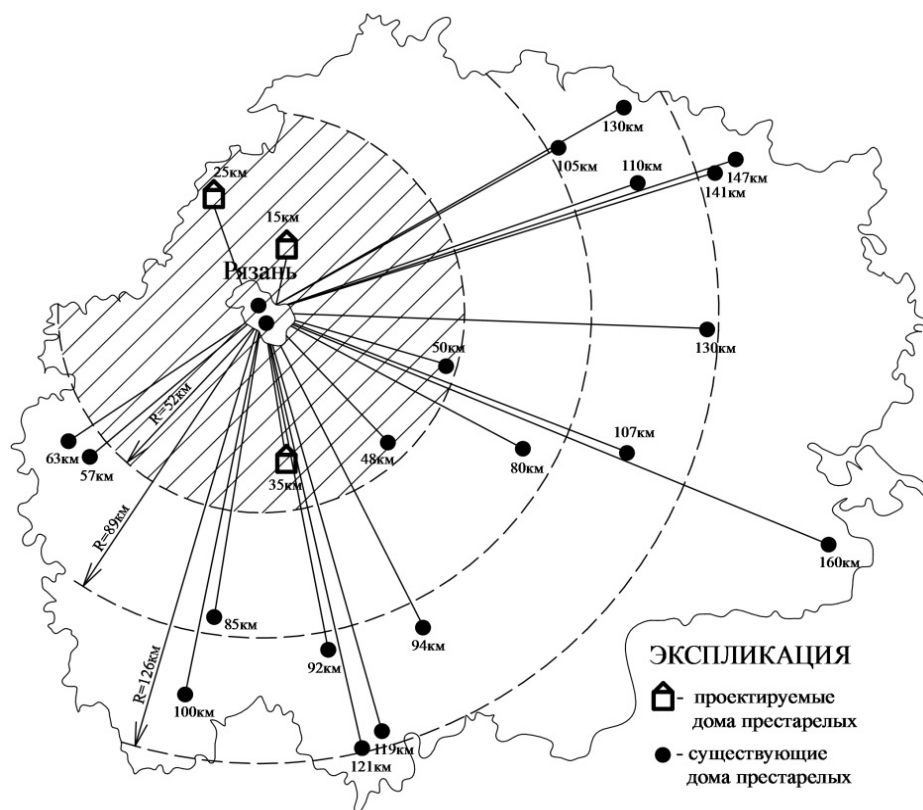 130км
105км
110км
147км
141км
25км
15км
Рязань
130км
50км
R=52км
63км
57км
48км
35км
80км
107км
R=89км
160км
85км
94км
92км
R=126км
100км
119км
121км
ЭКСПЛИКАЦИЯ
- проектируемые
дома престарелых
- существующие
дома престарелых